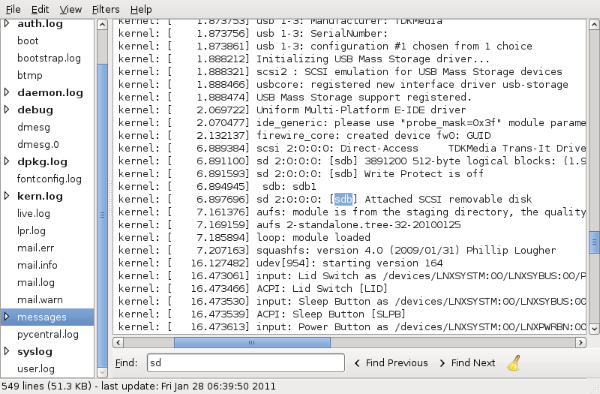 File Edit View Filters Help
auth.log
boot
bootstrap.log
btmp
daemon.log
debug
dmesg
dmesg.0
dpkg.log
fontconfig.log
kern.log
live.log
lpr.log
mail.err
mail.info
mail.log
mail.warn
messages
pycentral.log
syslog
user.log
kernel: [ 1.873753] usb 1-3: Manufacturer: TDKMedia
kernel: [ 1.873756] usb 1-3: SerialNumber:
kernel: [ 1.873861] usb 1-3: configuration #1 chosen from 1 choice
kernel: [ 1.888212] Initializing USB Mass Storage driver...
kernel: [ 1.888321] scsi2 : SCSI emulation for USB Mass Storage devices
kernel: [ 1.888466] usbcore: registered new interface driver usb-storage
kernel: [ 1.888474] USB Mass Storage support registered.
kernel: [ 2.069722] Uniform Multi-Platform E-IDE driver
kernel: [ 2.070477] ide_generic: please use "probe_mask=0x3f" module parame
kernel: [ 2.132137] firewire_core: created device fw0: GUID
kernel: [ 6.889384] scsi 2:0:0:0: Direct-Access TDKMedia Trans-It Drive
kernel: [ 6.891100] sd 2:0:0:0: [sdb] 3891200 512-byte logical blocks: (1.9
kernel: [ 6.891593] sd 2:0:0:0: [sdb] Write Protect is off
kernel: [ 6.894945] sdb: sdb1
kernel: [ 6.897696] sd 2:0:0:0: [sdb] Attached SCSI removable disk
kernel: [ 7.161376] aufs: module is from the staging directory, the quality
kernel: [ 7.169159] aufs 2-standalone.tree-32-20100125
kernel: [ 7.185894] loop: module loaded
kernel: [ 7.207163] squashfs: version 4.0 (2009/01/31) Phillip Lougher
kernel: [ 16.127482] udev[954]: starting version 164
kernel: [ 16.473061] input: Lid Switch as /devices/LNXSYSTM:00/LNXSYBUS:00/P
kernel: [ 16.473466] ACPI: Lid Switch [LID]
kernel: [ 16.473530] input: Sleep Button as /devices/LNXSYSTM:00/LNXSYBUS:00
kernel: [ 16.473539] ACPI: Sleep Button [SLPB]
kernel: [ 16.473613] input: Power Button as /devices/LNXSYSTM:00/LNXPWRBN:00
Find: sd Find Previous Find Next
549 lines (51.3 KB) - last update: Fri Jan 28 06:39:50 2011